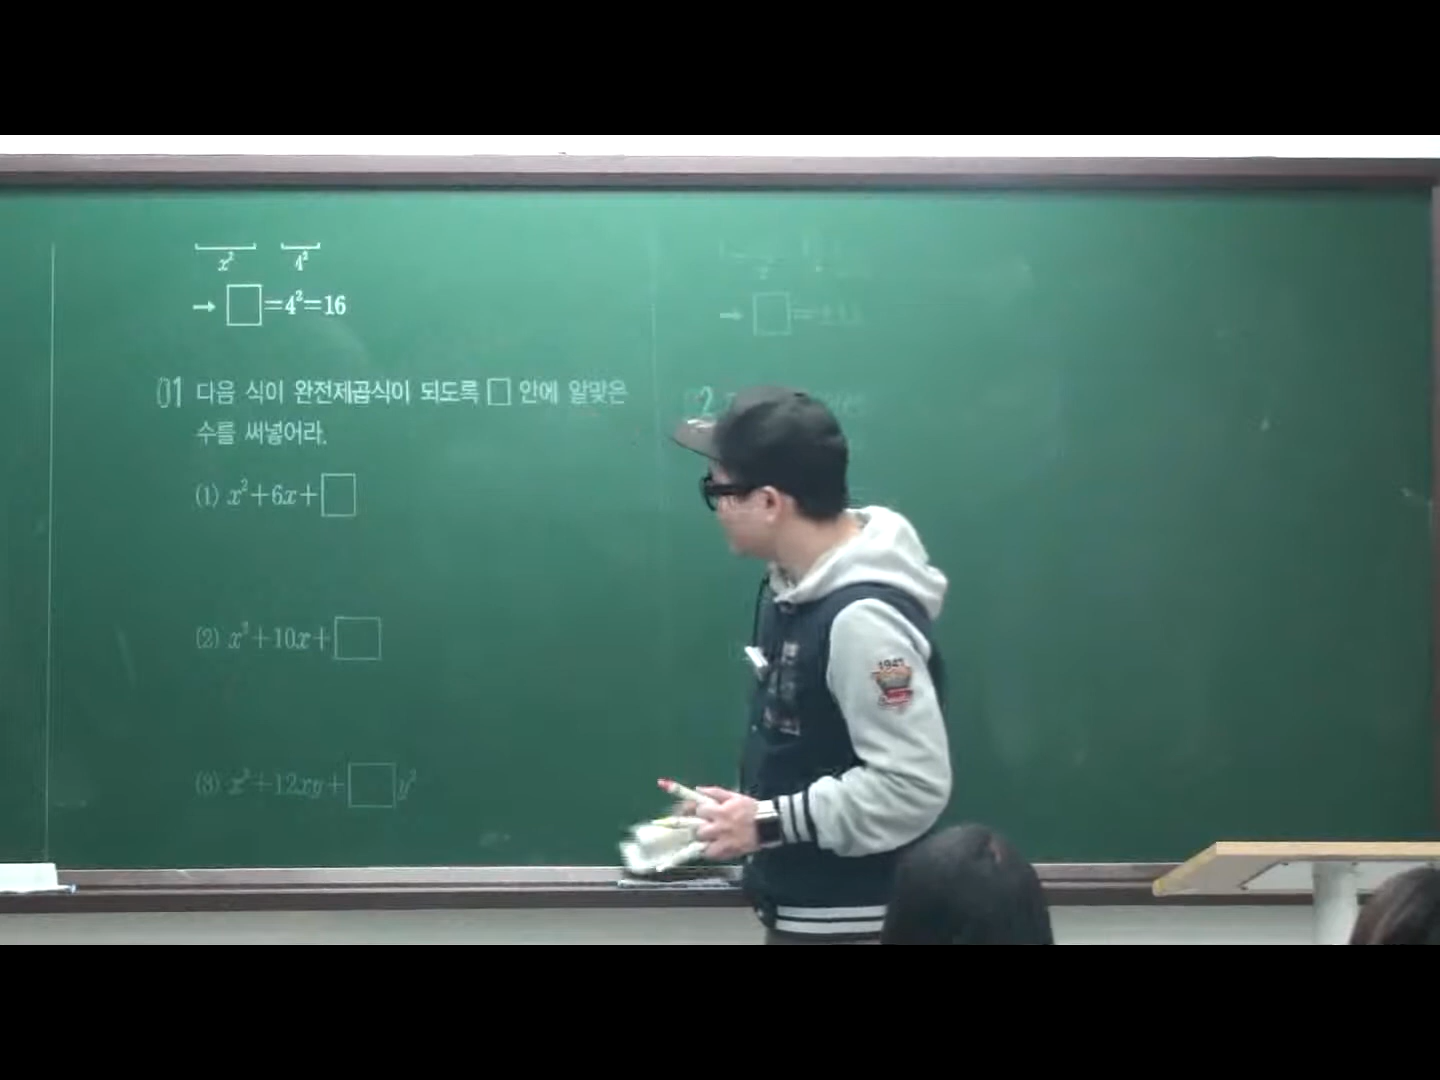 x² 4²
→ □=4²=16
01 다음 식이 완전제곱식이 되도록 □ 안에 알맞은
수를 써넣어라.
(1) x²+6x+□
(2) x²+10x+□
(3) x²+12xy+□y²
→ □=
2
1921